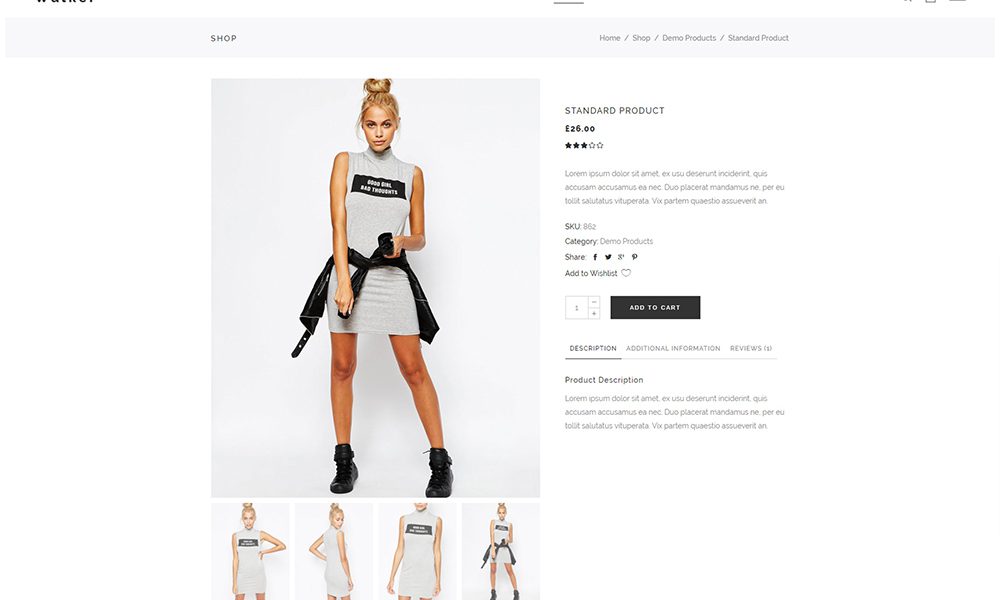 walker
SHOP
Home / Shop / Demo Products / Standard Product
GOOD GIRL
BAD THOUGHTS
STANDARD PRODUCT
£26.00
Lorem ipsum dolor sit amet, ex usu deserunt inciderint, quis
accusam accusamus ea nec. Duo placerat mandamus ne, per eu
tollit salutatus vituperata. Vix partem quaestio assueverit an.
SKU: 862
Category: Demo Products
Share:
Add to Wishlist
1
ADD TO CART
DESCRIPTION ADDITIONAL INFORMATION REVIEWS (1)
Product Description
Lorem ipsum dolor sit amet, ex usu deserunt inciderint, quis
accusam accusamus ea nec. Duo placerat mandamus ne, per eu
tollit salutatus vituperata. Vix partem quaestio assueverit an.